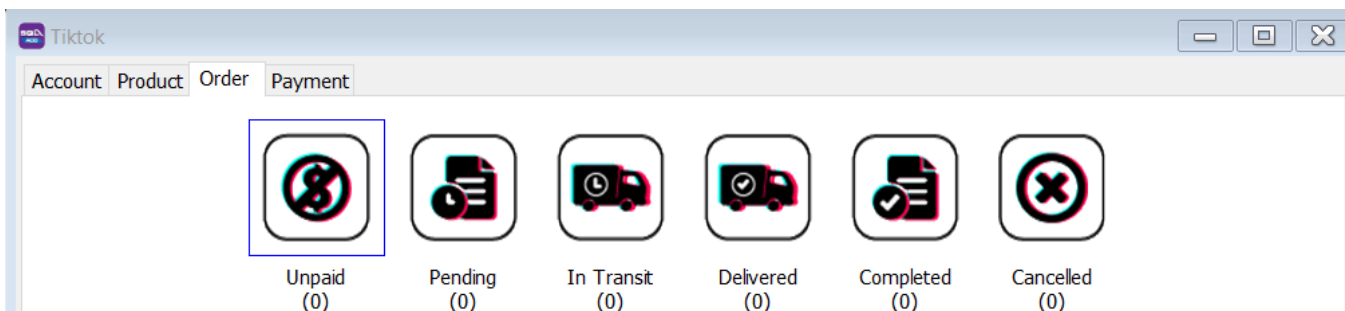 Tiktok
Account Product Order Payment
Unpaid Pending In Transit Delivered Completed Cancelled
(0) (0) (0) (0) (0) (0)